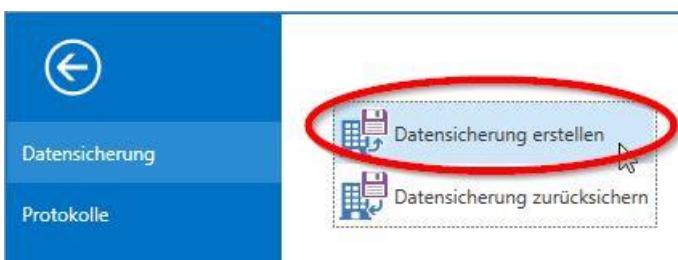 Datensicherung
Protokolle
Datensicherung erstellen
Datensicherung zurücksichern